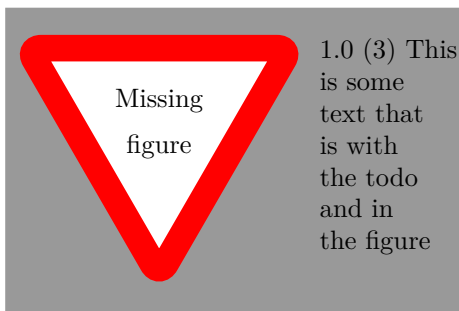 Missing
figure
1.0 (3) This
is some
text that
is with
the todo
and in
the figure